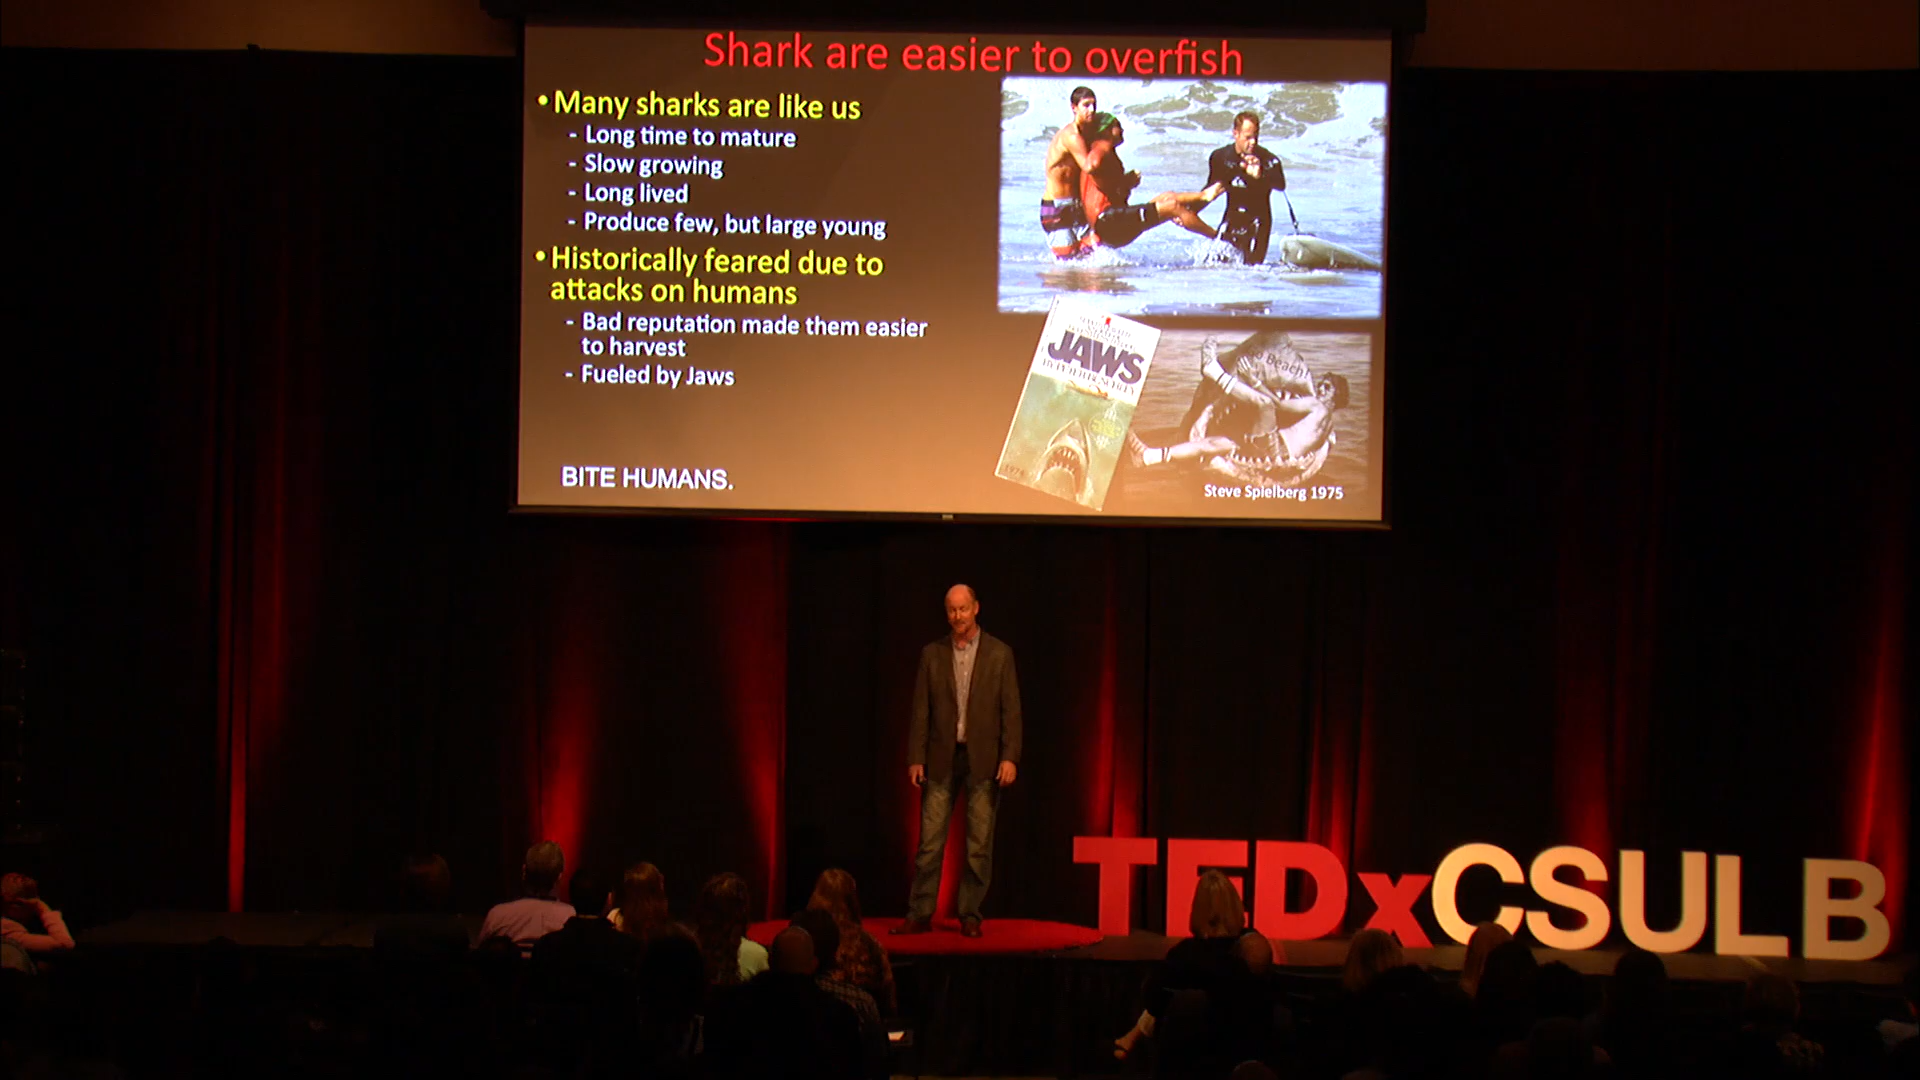 Shark are easier to overfish
• Many sharks are like us
- Long time to mature
- Slow growing
- Long lived
- Produce few, but large young
• Historically feared due to
attacks on humans
- Bad reputation made them easier
to harvest
- Fueled by Jaws
BITE HUMANS.
JAWS
Beach!
1974
Steve Spielberg 1975
TEDxCSULB